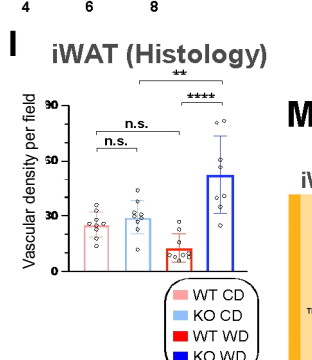 4 6 8
I
iWAT (Histology)
**
****
n.s.
n.s.
Vascular density per field
90
60
30
0
M
WT CD
KO CD
WT WD
KO WD